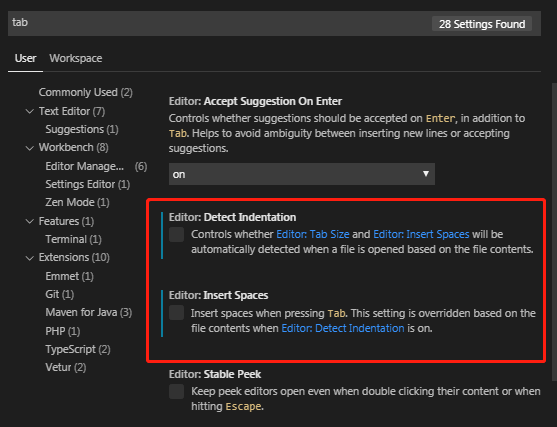 tab
28 Settings Found
User Workspace
Commonly Used (2)
Text Editor (7)
Suggestions (1)
Workbench (8)
Editor Manage... (6)
Settings Editor (1)
Zen Mode (1)
Features (1)
Terminal (1)
Extensions (10)
Emmet (1)
Git (1)
Maven for Java (3)
PHP (1)
TypeScript (2)
Vetur (2)
Editor: Accept Suggestion On Enter
Controls whether suggestions should be accepted on Enter, in addition to
Tab. Helps to avoid ambiguity between inserting new lines or accepting
suggestions.
on
Editor: Detect Indentation
Controls whether Editor: Tab Size and Editor: Insert Spaces will be
automatically detected when a file is opened based on the file contents.
Editor: Insert Spaces
Insert spaces when pressing Tab. This setting is overridden based on the
file contents when Editor: Detect Indentation is on.
Editor: Stable Peek
Keep peek editors open even when double clicking their content or when
hitting Escape.